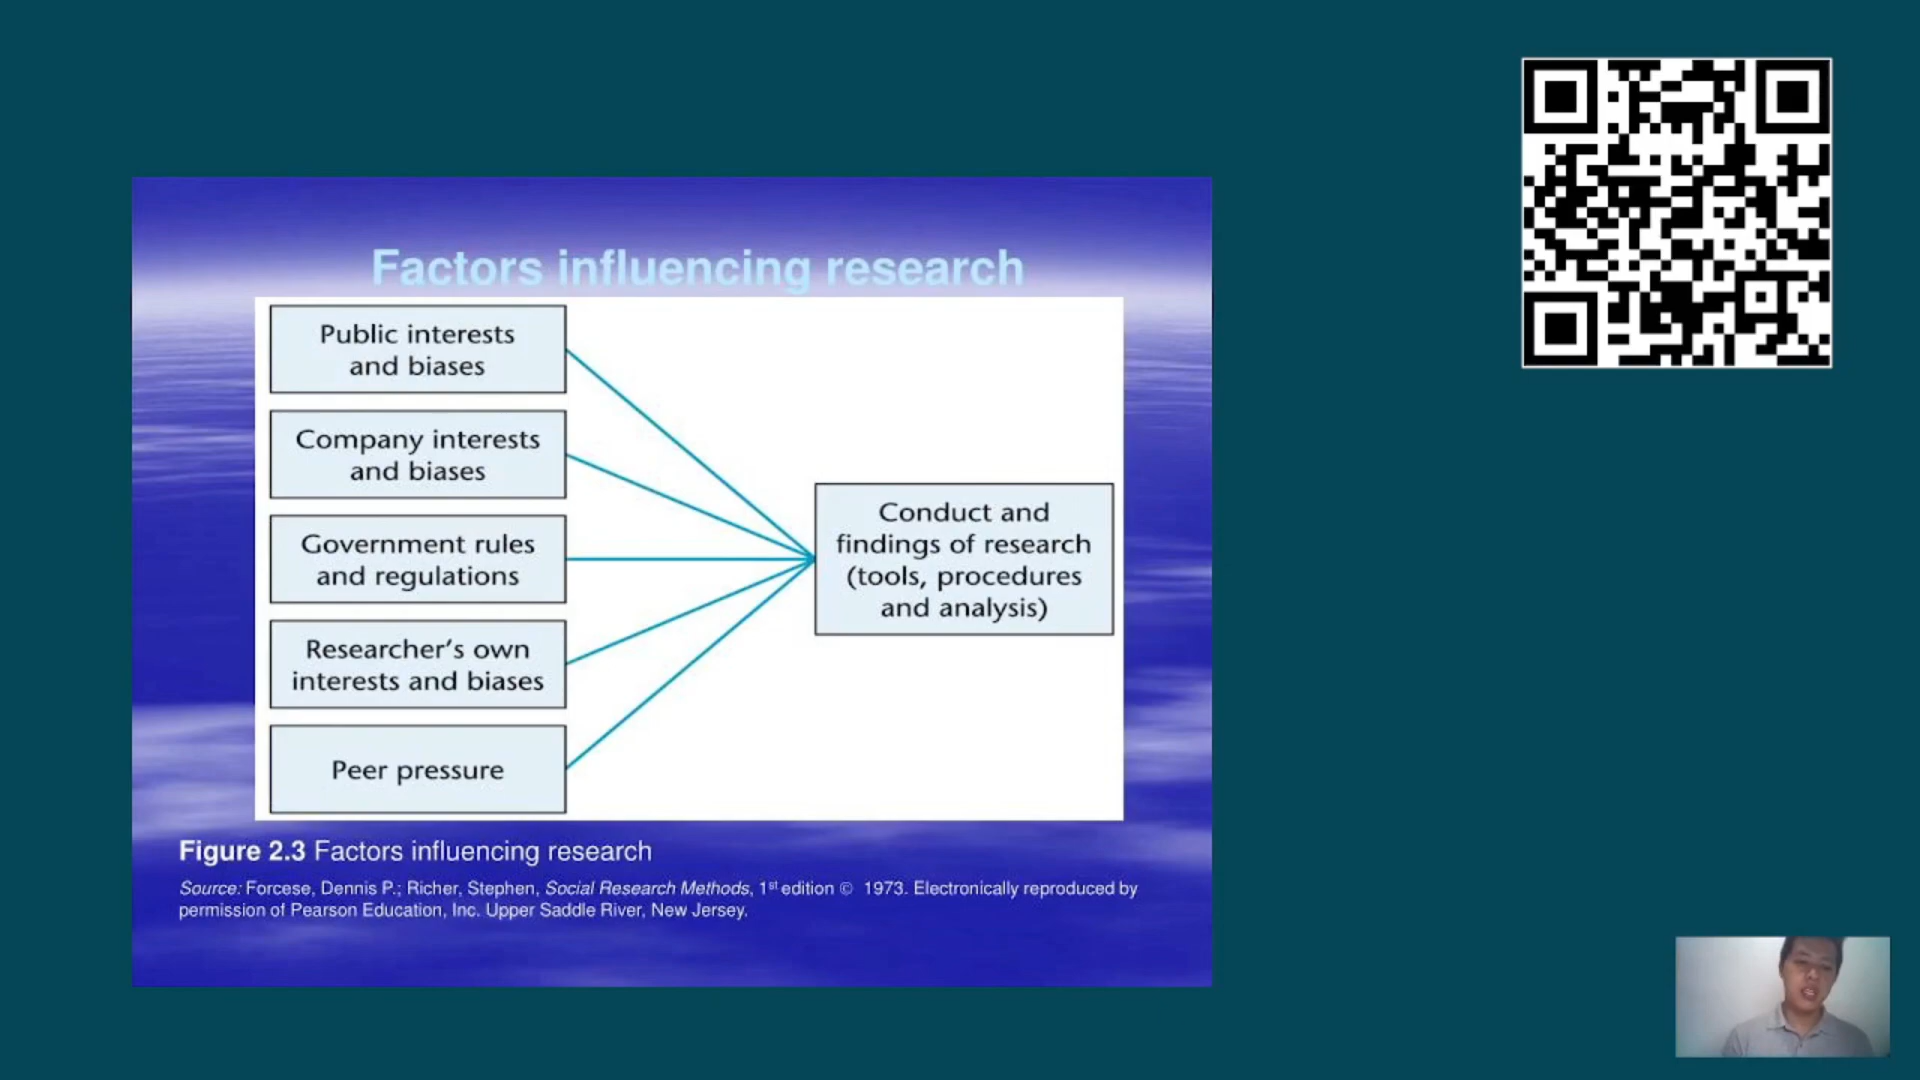 Factors influencing research
Public interests
and biases
Company interests
and biases
Government rules
and regulations
Researcher's own
interests and biases
Peer pressure
Conduct and
findings of research
(tools, procedures
and analysis)
Figure 2.3 Factors influencing research
Source: Forcese, Dennis P.; Richer, Stephen, Social Research Methods, 1st edition © 1973. Electronically reproduced by
permission of Pearson Education, Inc. Upper Saddle River, New Jersey.